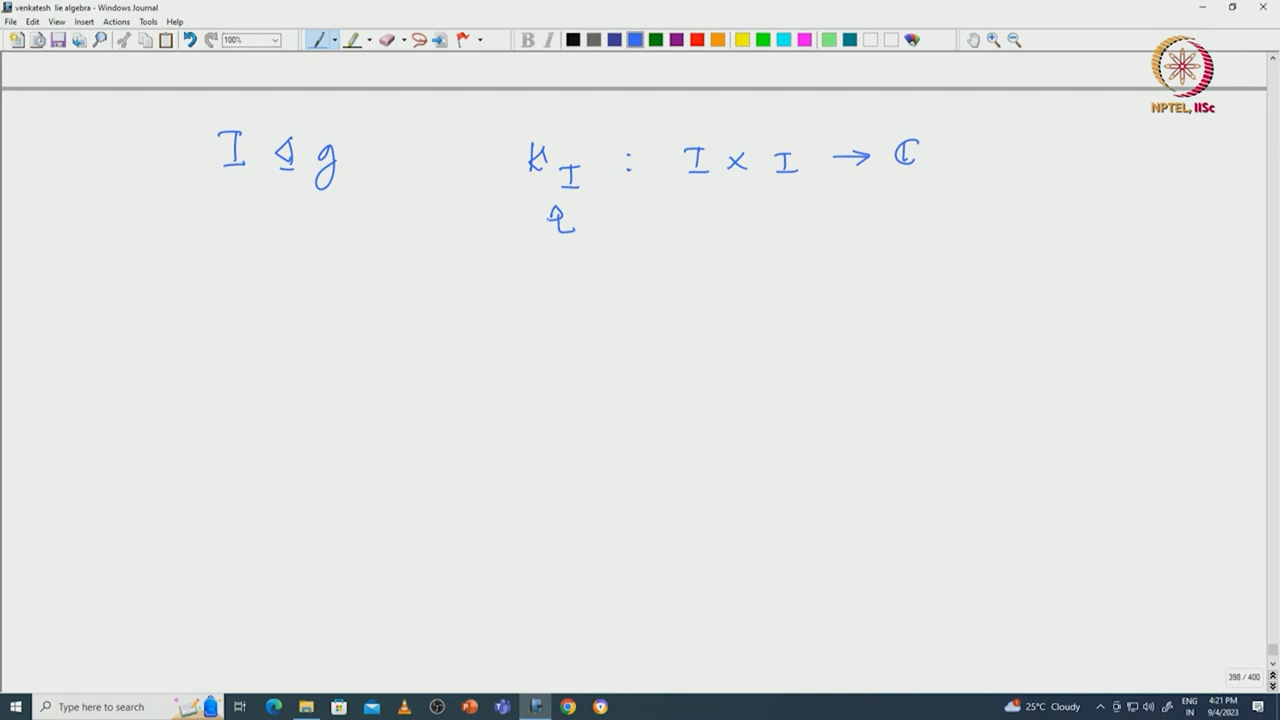 venkatesh lie algebra - Windows Journal
File Edit View Insert Actions Tools Help
100%
B I
NPTEL, IISc
I ⊴ g K_I : I × I → ℂ
398 / 400
Type here to search
25°C Cloudy
ENG
IN
4:21 PM
9/4/2023